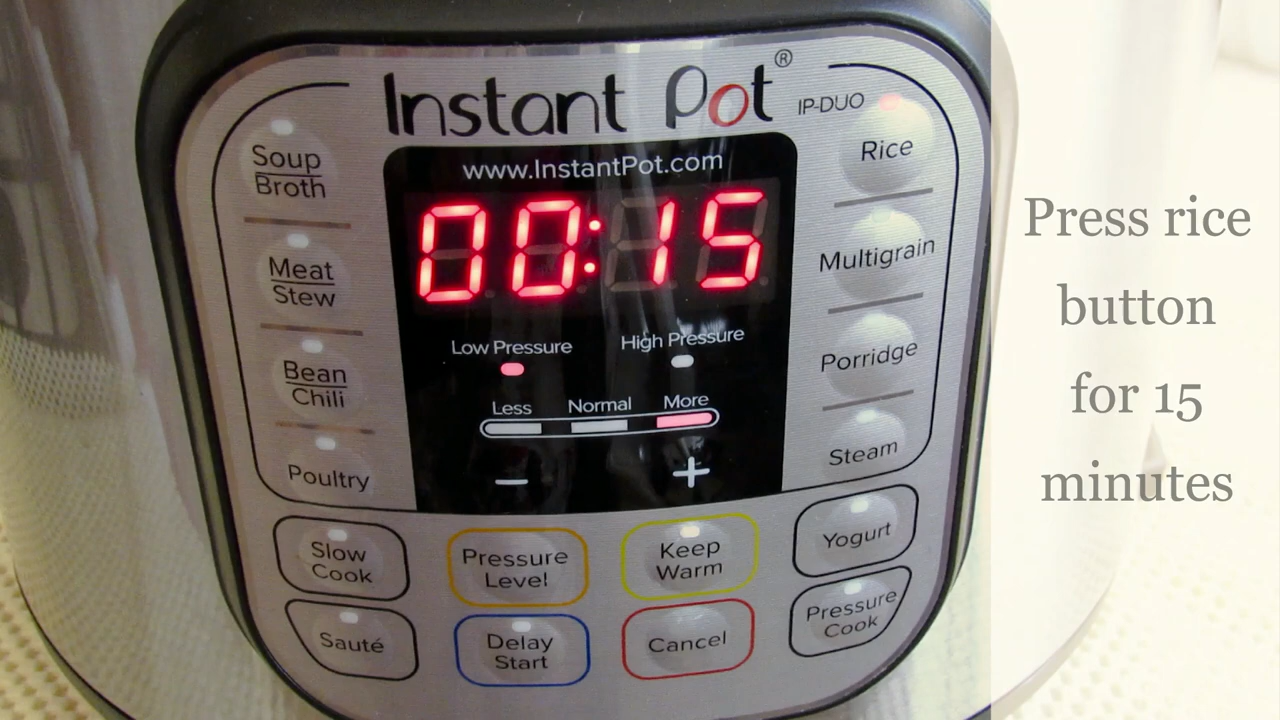 Instant Pot®
IP-DUO
www.InstantPot.com
00:15
Low Pressure
High Pressure
Less
Normal
More
−
+
Soup
Broth
Meat
Stew
Bean
Chili
Poultry
Rice
Multigrain
Porridge
Steam
Slow
Cook
Pressure
Level
Keep
Warm
Yogurt
Sauté
Delay
Start
Cancel
Pressure
Cook
Press rice
button
for 15
minutes